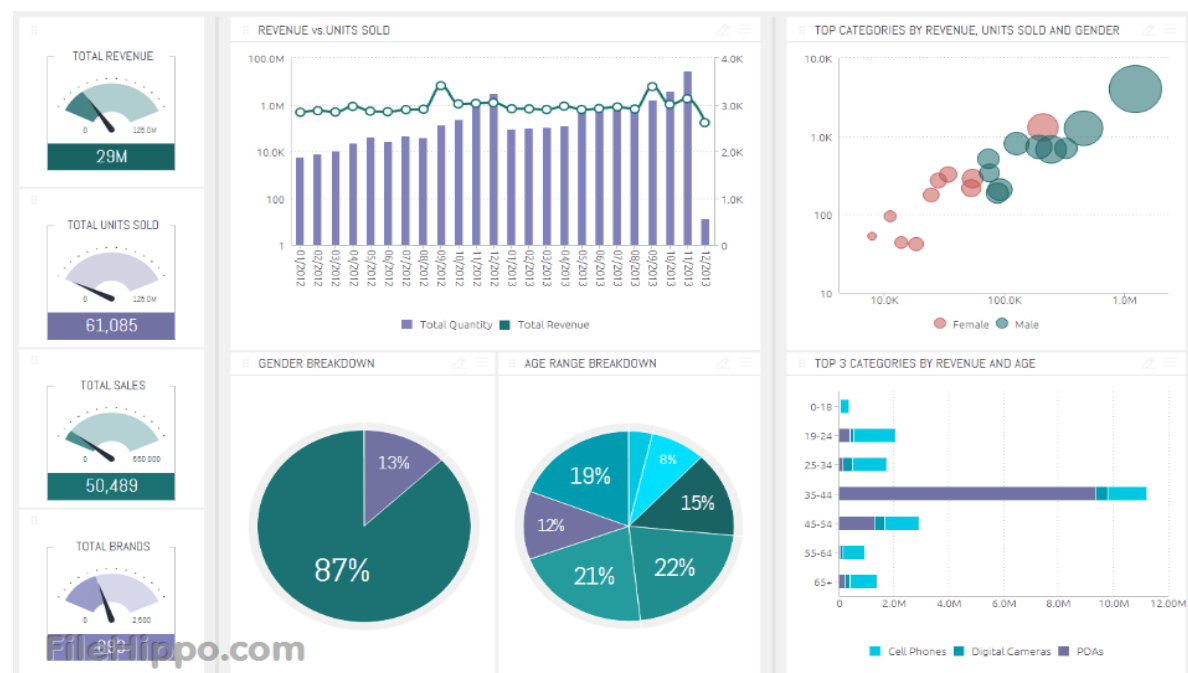 TOTAL REVENUE
0 125.0M
29M
TOTAL UNITS SOLD
0 125.0M
61,085
TOTAL SALES
0 650,000
50,489
TOTAL BRANDS
0 2,500
FileHippo.com
REVENUE vs.UNITS SOLD
100.0M
1.0M
10.0K
100
1
4.0K
3.0K
2.0K
1.0K
0
01/2012
02/2012
03/2012
04/2012
05/2012
06/2012
07/2012
08/2012
09/2012
10/2012
11/2012
12/2012
01/2013
02/2013
03/2013
04/2013
05/2013
06/2013
07/2013
08/2013
09/2013
10/2013
11/2013
12/2013
Total Quantity Total Revenue
GENDER BREAKDOWN
13%
87%
AGE RANGE BREAKDOWN
8%
15%
22%
21%
12%
19%
TOP CATEGORIES BY REVENUE, UNITS SOLD AND GENDER
10.0K
1.0K
100
10
10.0K 100.0K 1.0M
Female Male
TOP 3 CATEGORIES BY REVENUE AND AGE
0-18
19-24
25-34
35-44
45-54
55-64
65+
0 2.0M 4.0M 6.0M 8.0M 10.0M 12.00M
Cell Phones Digital Cameras PDAs